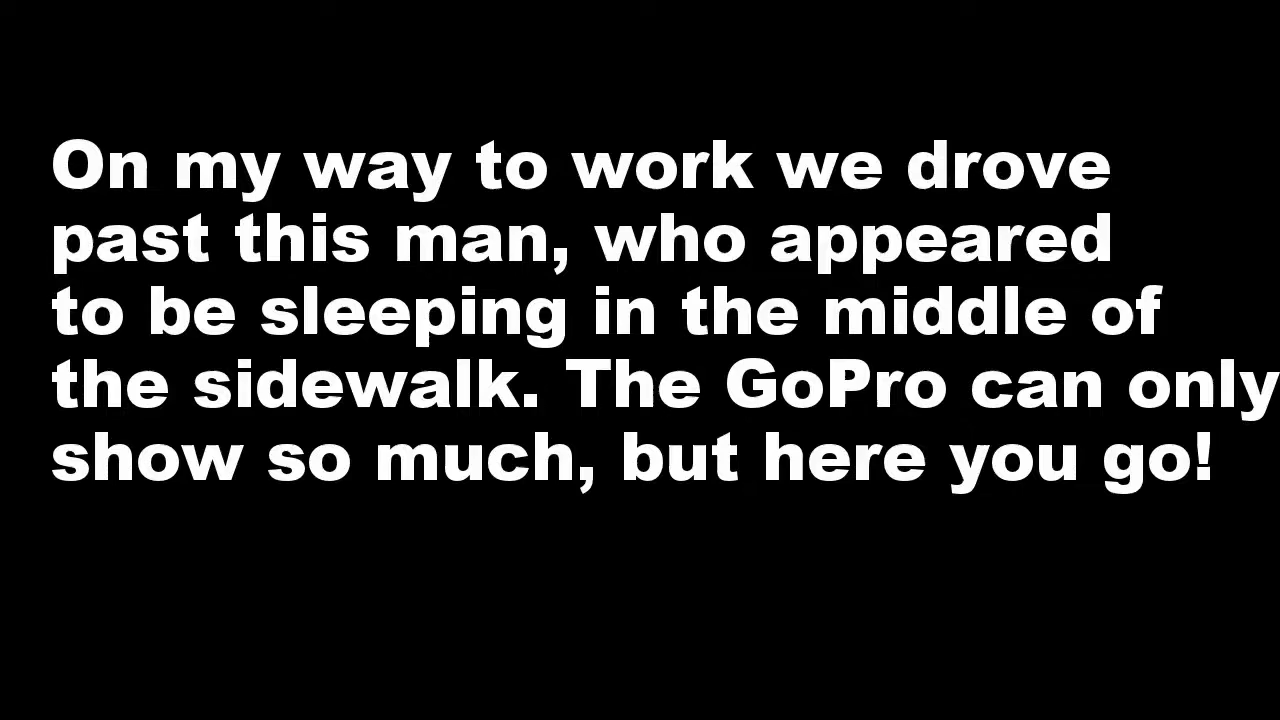 On my way to work we drove
past this man, who appeared
to be sleeping in the middle of
the sidewalk. The GoPro can only
show so much, but here you go!